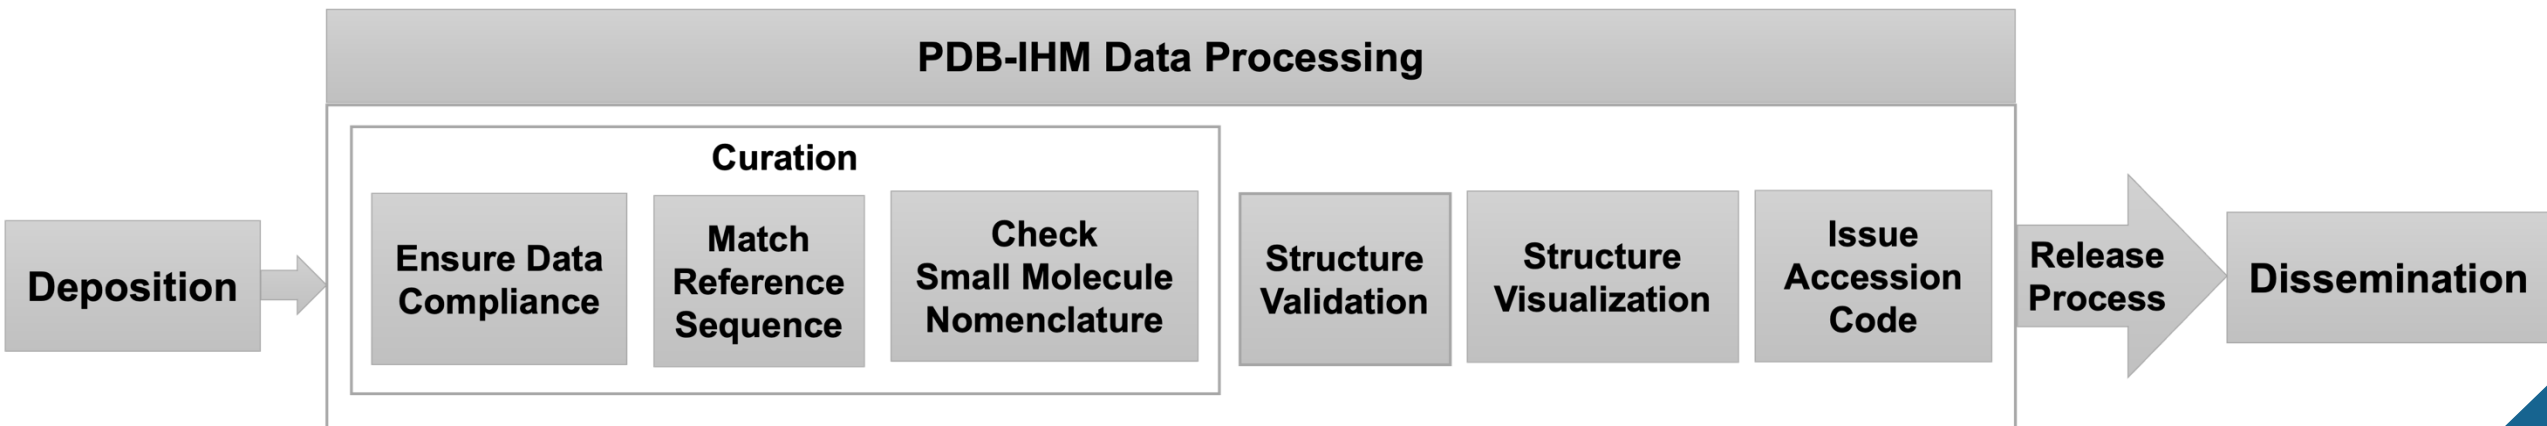 PDB-IHM Data Processing
Curation
Deposition
Ensure Data
Compliance
Match
Reference
Sequence
Check
Small Molecule
Nomenclature
Structure
Validation
Structure
Visualization
Issue
Accession
Code
Release
Process
Dissemination